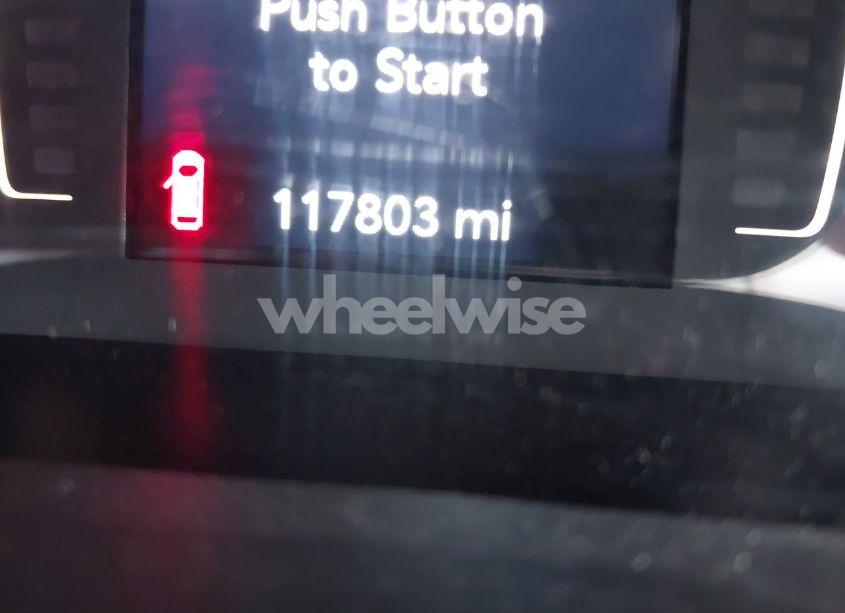 Push Button
to Start
117803 mi
wheelwise